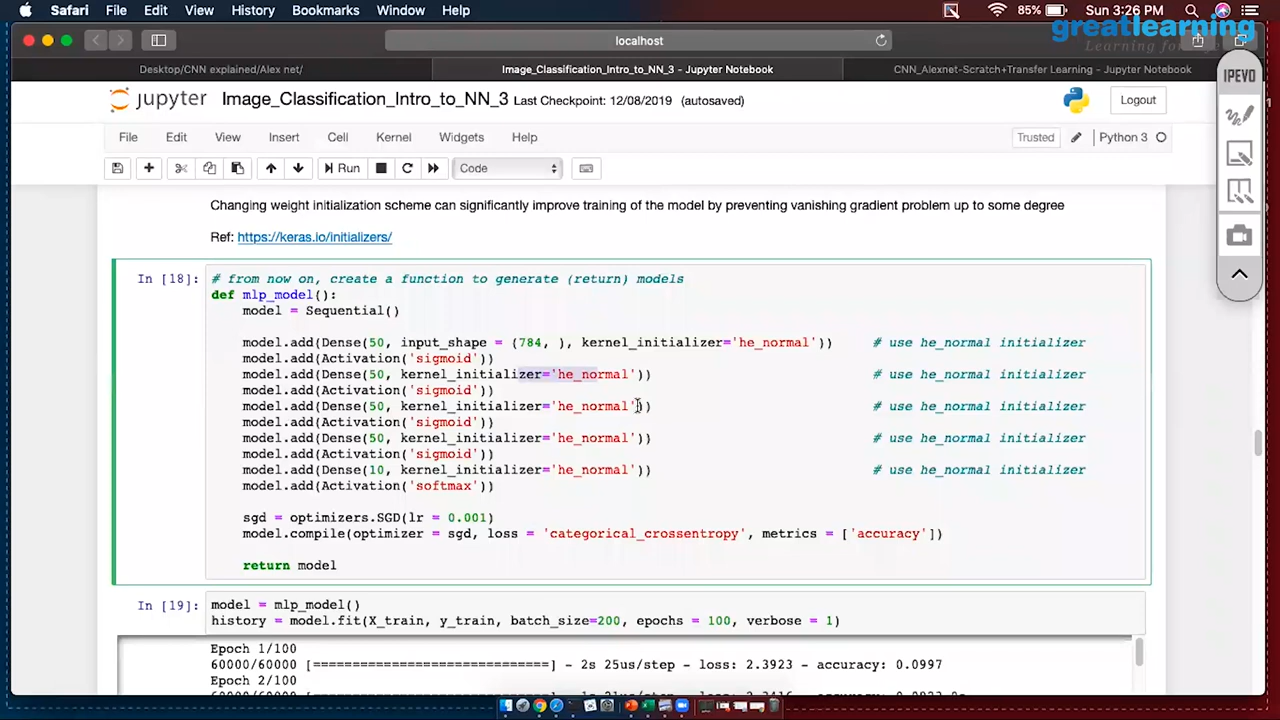 Safari File Edit View History Bookmarks Window Help 85% Sun 3:26 PM
greatlearning
Learning for
localhost
Desktop/CNN explained/Alex net/ Image_Classification_Intro_to_NN_3 - Jupyter Notebook CNN_Alexnet-Scratch+Transfer Learning - Jupyter Notebook
IPEVO
jupyter Image_Classification_Intro_to_NN_3 Last Checkpoint: 12/08/2019 (autosaved) Logout
File Edit View Insert Cell Kernel Widgets Help Trusted Python 3
Run Code
Changing weight initialization scheme can significantly improve training of the model by preventing vanishing gradient problem up to some degree
Ref: https://keras.io/initializers/
In [18]: # from now on, create a function to generate (return) models
def mlp_model():
model = Sequential()
model.add(Dense(50, input_shape = (784, ), kernel_initializer='he_normal')) # use he_normal initializer
model.add(Activation('sigmoid'))
model.add(Dense(50, kernel_initializer='he_normal')) # use he_normal initializer
model.add(Activation('sigmoid'))
model.add(Dense(50, kernel_initializer='he_normal')) # use he_normal initializer
model.add(Activation('sigmoid'))
model.add(Dense(50, kernel_initializer='he_normal')) # use he_normal initializer
model.add(Activation('sigmoid'))
model.add(Dense(10, kernel_initializer='he_normal')) # use he_normal initializer
model.add(Activation('softmax'))
sgd = optimizers.SGD(lr = 0.001)
model.compile(optimizer = sgd, loss = 'categorical_crossentropy', metrics = ['accuracy'])
return model
In [19]: model = mlp_model()
history = model.fit(X_train, y_train, batch_size=200, epochs = 100, verbose = 1)
Epoch 1/100
60000/60000 [==============================] - 2s 25us/step - loss: 2.3923 - accuracy: 0.0997
Epoch 2/100